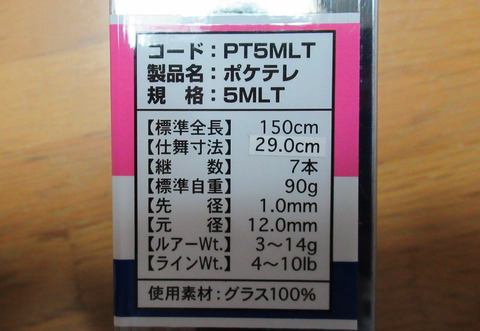 コード：PT5MLT
製品名：ポケテレ
規　格：5MLT
【標準全長】 150cm
【仕舞寸法】 29.0cm
【継　　数】 7本
【標準自重】 90g
【先　　径】 1.0mm
【元　　径】 12.0mm
【ルアーWt.】 3～14g
【ラインWt.】 4～10lb
使用素材：グラス100%